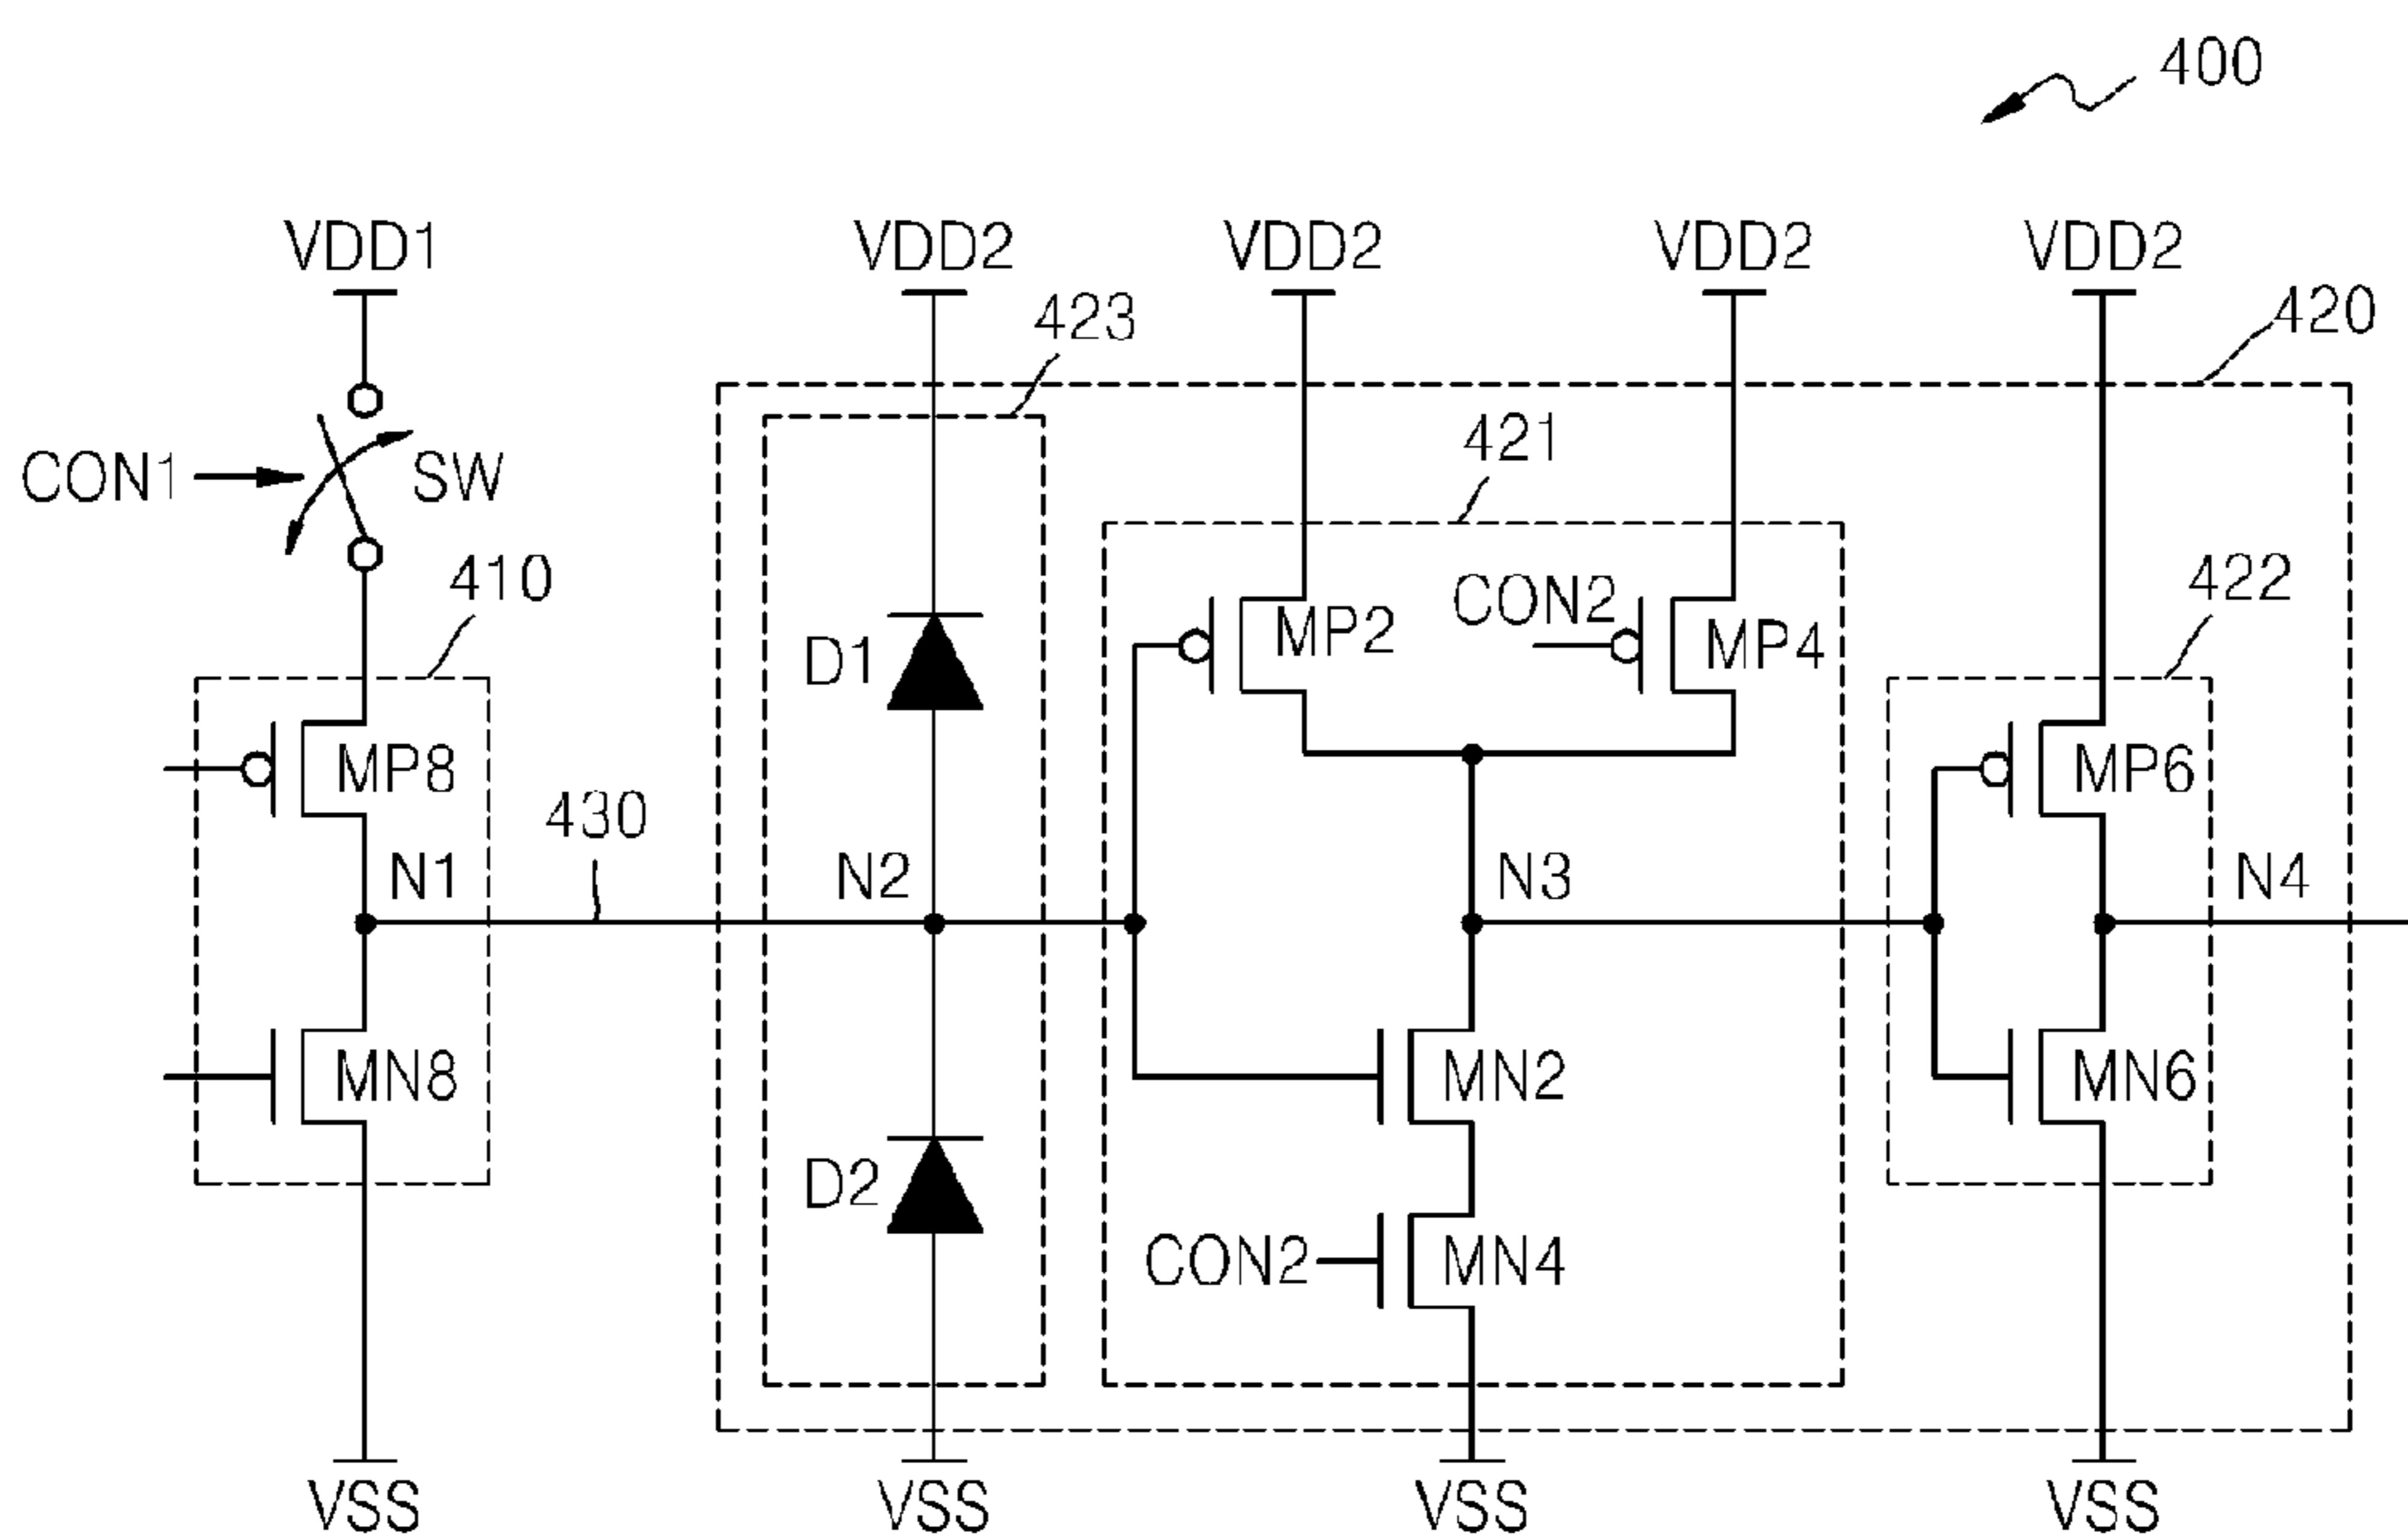 400
VDD1
VDD2
VDD2
VDD2
VDD2
423
420
421
CON1
SW
410
422
CON2
MP2
MP4
D1
MP8
MP6
430
N1
N2
N3
N4
MN8
MN2
MN6
D2
CON2
MN4
VSS
VSS
VSS
VSS